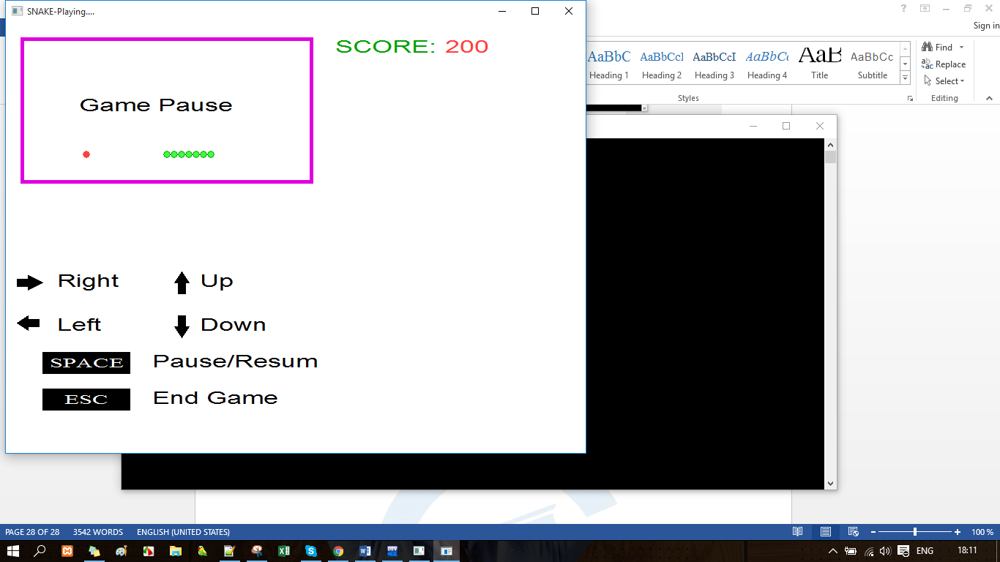 SNAKE-Playing....
SCORE: 200
Game Pause
Right
Up
Left
Down
SPACE
Pause/Resum
ESC
End Game
?
Sign in
AaBbC
AaBbCcI
AaBbCcI
AaBbCc
AaB
AaBbCc
Heading 1
Heading 2
Heading 3
Heading 4
Title
Subtitle
Styles
Find
Replace
Select
Editing
PAGE 28 OF 28
3542 WORDS
ENGLISH (UNITED STATES)
100 %
ENG
18:11